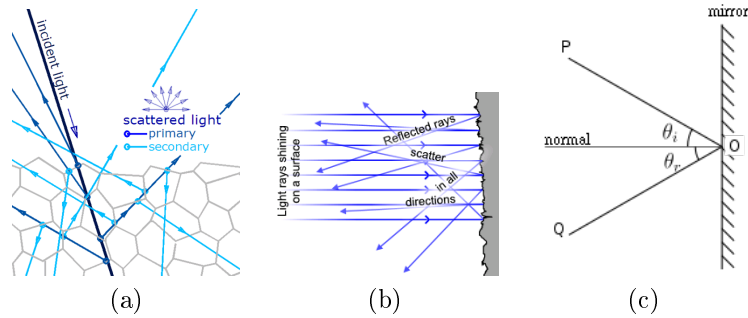 incident light
scattered light
primary
secondary
(a)
Light rays shining
on a surface
Reflected rays
scatter
in all
directions
(b)
mirror
P
θi
normal
O
θr
Q
(c)